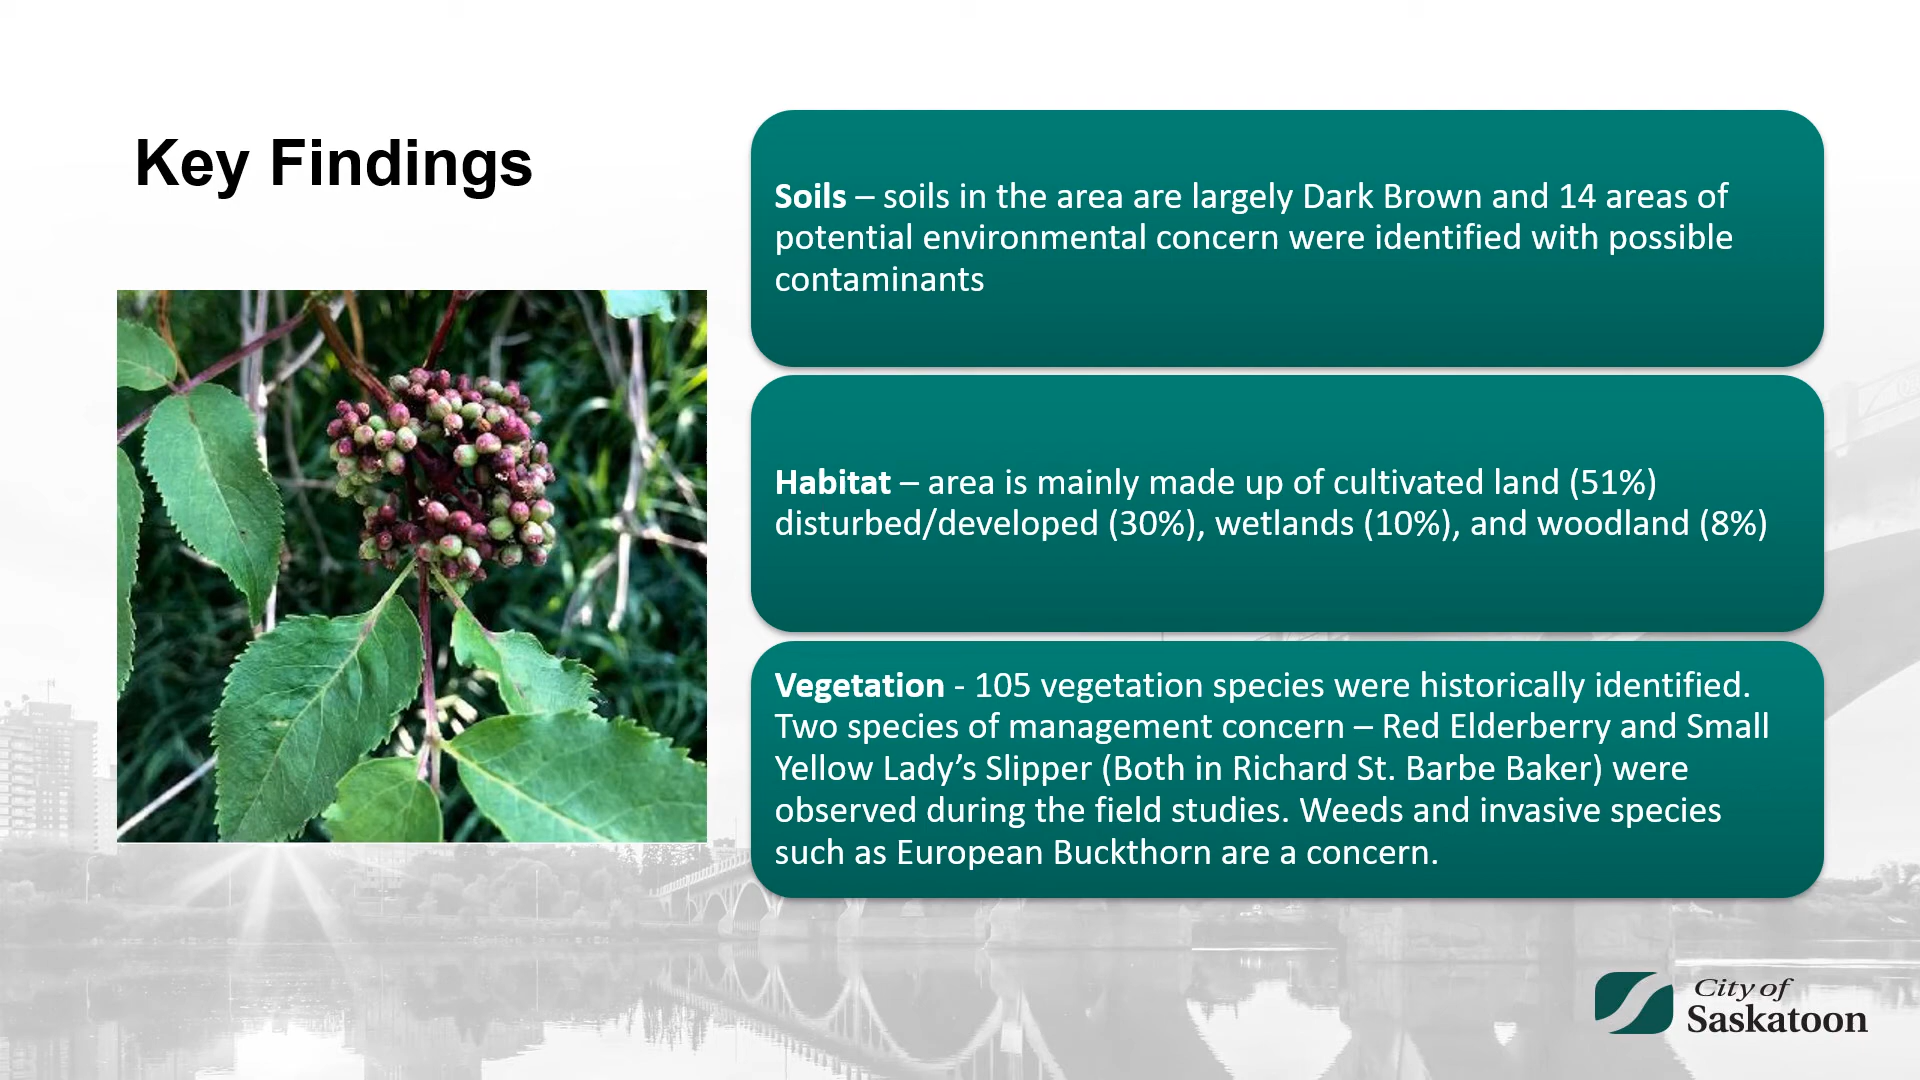 Key Findings
Soils – soils in the area are largely Dark Brown and 14 areas of
potential environmental concern were identified with possible
contaminants
Habitat – area is mainly made up of cultivated land (51%)
disturbed/developed (30%), wetlands (10%), and woodland (8%)
Vegetation - 105 vegetation species were historically identified.
Two species of management concern – Red Elderberry and Small
Yellow Lady’s Slipper (Both in Richard St. Barbe Baker) were
observed during the field studies. Weeds and invasive species
such as European Buckthorn are a concern.
City of
Saskatoon